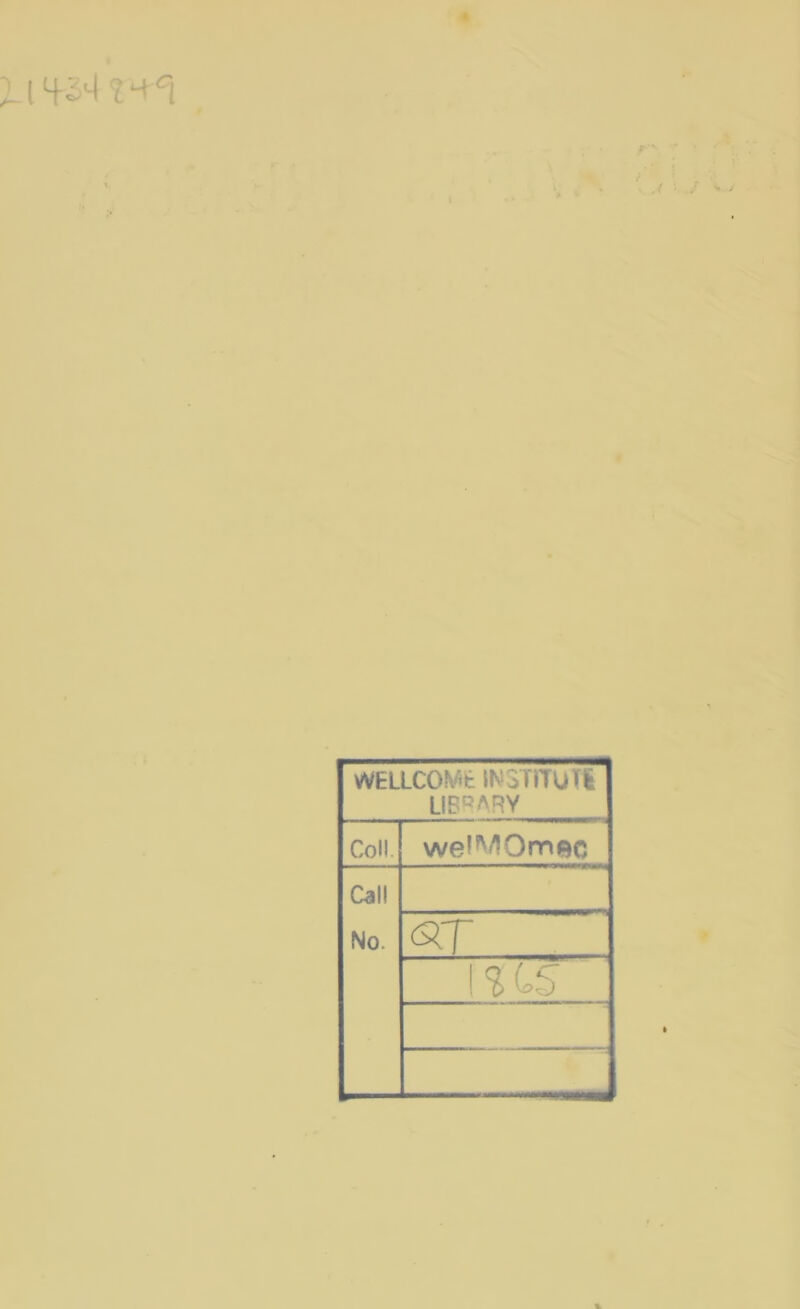 WELLCOME INSTITUTE
LIBRARY
Coll. welMOmec
Call
No. QT
1865